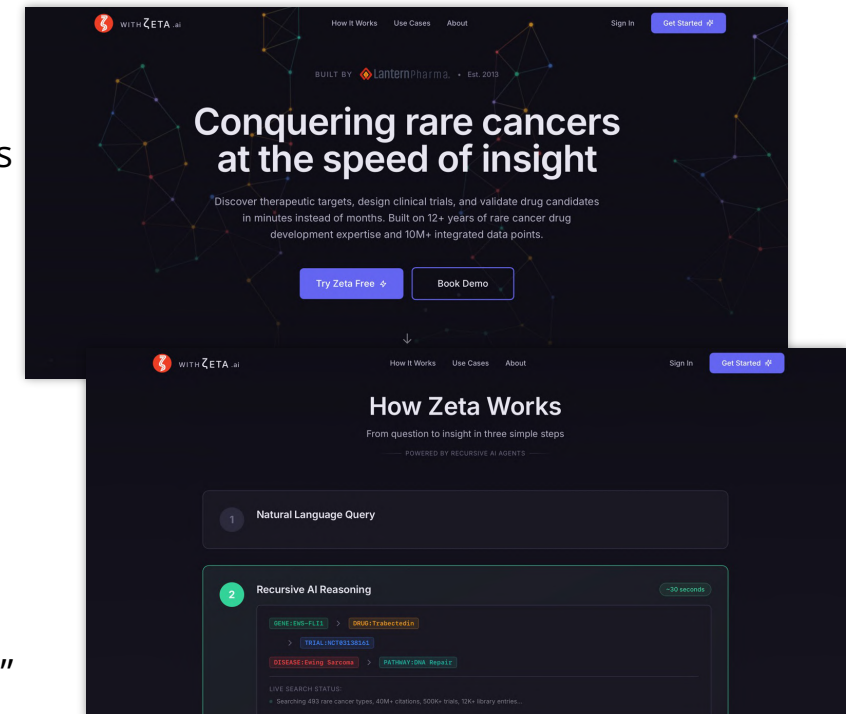 WITH ZETA .ai
How It Works Use Cases About
Sign In
Get Started
BUILT BY LanternPharma. • Est. 2013
s
Conquering rare cancers
at the speed of insight
Discover therapeutic targets, design clinical trials, and validate drug candidates
in minutes instead of months. Built on 12+ years of rare cancer drug
development expertise and 10M+ integrated data points.
Try Zeta Free
Book Demo
WITH ZETA .ai
How It Works Use Cases About
Sign In
Get Started
How Zeta Works
From question to insight in three simple steps
POWERED BY RECURSIVE AI AGENTS
1 Natural Language Query
2 Recursive AI Reasoning
~30 seconds
GENE:EWS-FLI1 > DRUG:Trabectedin
> TRIAL:NCT03138161
DISEASE:Ewing Sarcoma > PATHWAY:DNA Repair
”
LIVE SEARCH STATUS:
Searching 493 rare cancer types, 40M+ citations, 500K+ trials, 12K+ library entries...